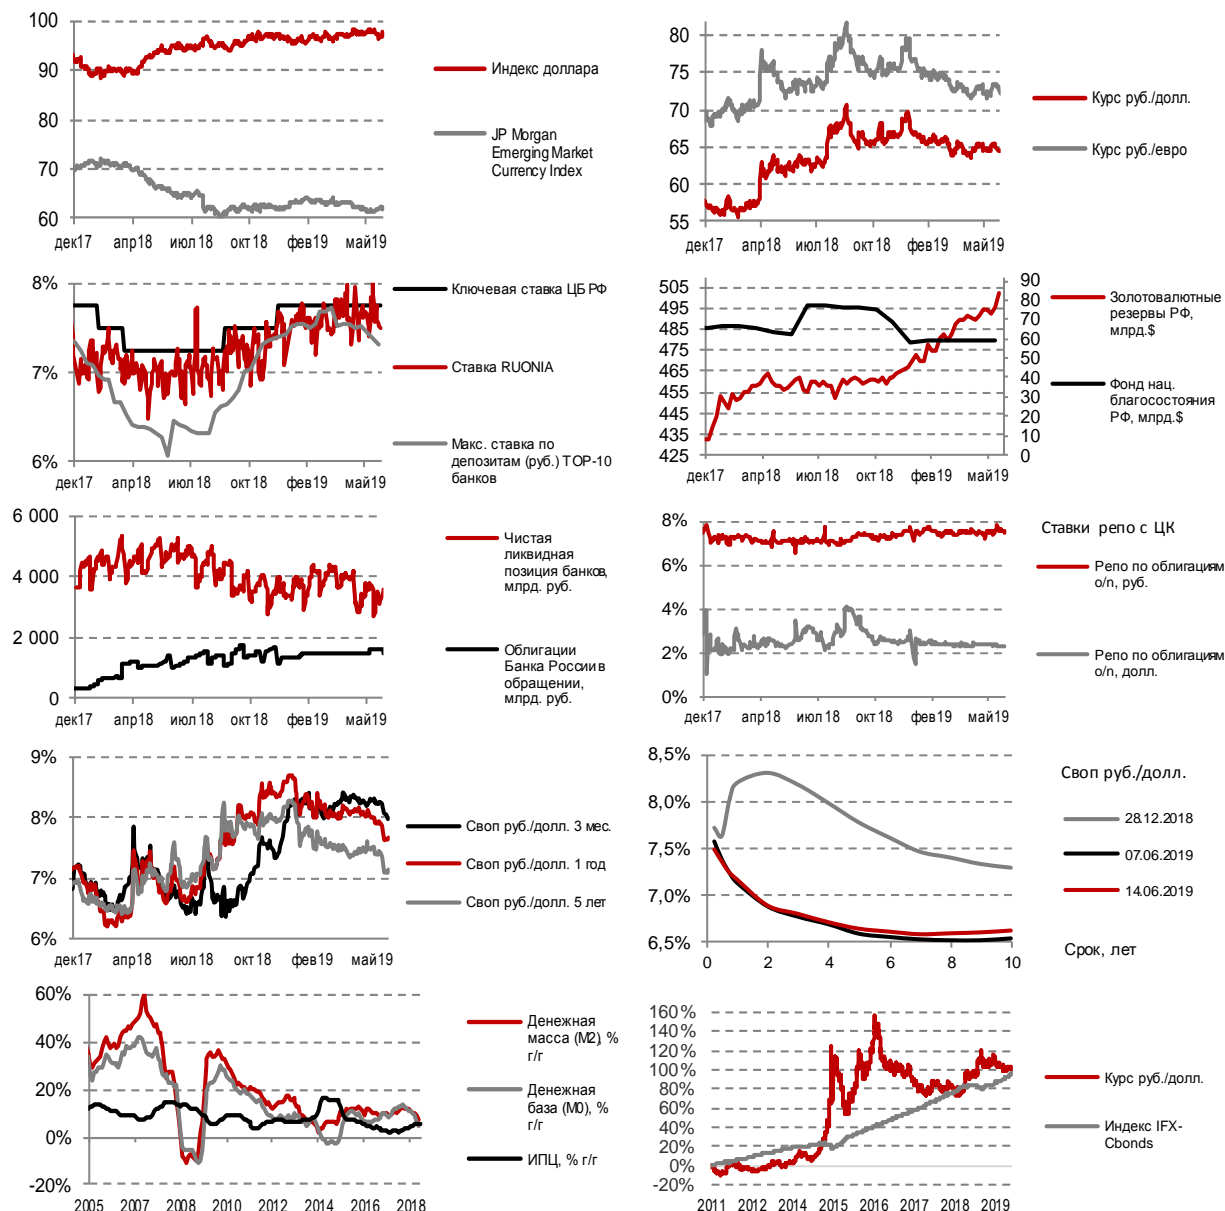 100
90
80
70
60
дек17 апр18 июл18 окт18 фев19 май19
Индекс доллара
JP Morgan
Emerging Market
Currency Index
80
75
70
65
60
55
дек17 апр18 июл18 окт18 фев19 май19
Курс руб./долл.
Курс руб./евро
8%
7%
6%
дек17 апр18 июл18 окт18 фев19 май19
Ключевая ставка ЦБ РФ
Ставка RUONIA
Макс. ставка по
депозитам (руб.) TOP-10
банков
505
495
485
475
465
455
445
435
425
90
80
70
60
50
40
30
20
10
0
дек17 апр18 июл18 окт18 фев19 май19
Золотовалютные
резервы РФ,
млрд.$
Фонд нац.
благосостояния
РФ, млрд.$
6 000
4 000
2 000
0
дек17 апр18 июл18 окт18 фев19 май19
Чистая
ликвидная
позиция банков,
млрд. руб.
Облигации
Банка России в
обращении,
млрд. руб.
8%
6%
4%
2%
0%
дек17 апр18 июл18 окт18 фев19 май19
Ставки репо с ЦК
Репо по облигациям
o/n, руб.
Репо по облигациям
o/n, долл.
9%
8%
7%
6%
дек17 апр18 июл18 окт18 фев19 май19
Своп руб./долл. 3 мес.
Своп руб./долл. 1 год
Своп руб./долл. 5 лет
8,5%
8,0%
7,5%
7,0%
6,5%
0 2 4 6 8 10
Своп руб./долл.
28.12.2018
07.06.2019
14.06.2019
Срок, лет
60%
40%
20%
0%
-20%
2005 2007 2008 2010 2012 2014 2016 2018
Денежная
масса (М2), %
г/г
Денежная
база (М0), %
г/г
ИПЦ, % г/г
160%
140%
120%
100%
80%
60%
40%
20%
0%
-20%
2011 2012 2014 2015 2016 2017 2018 2019
Курс руб./долл.
Индекс IFX-
Cbonds